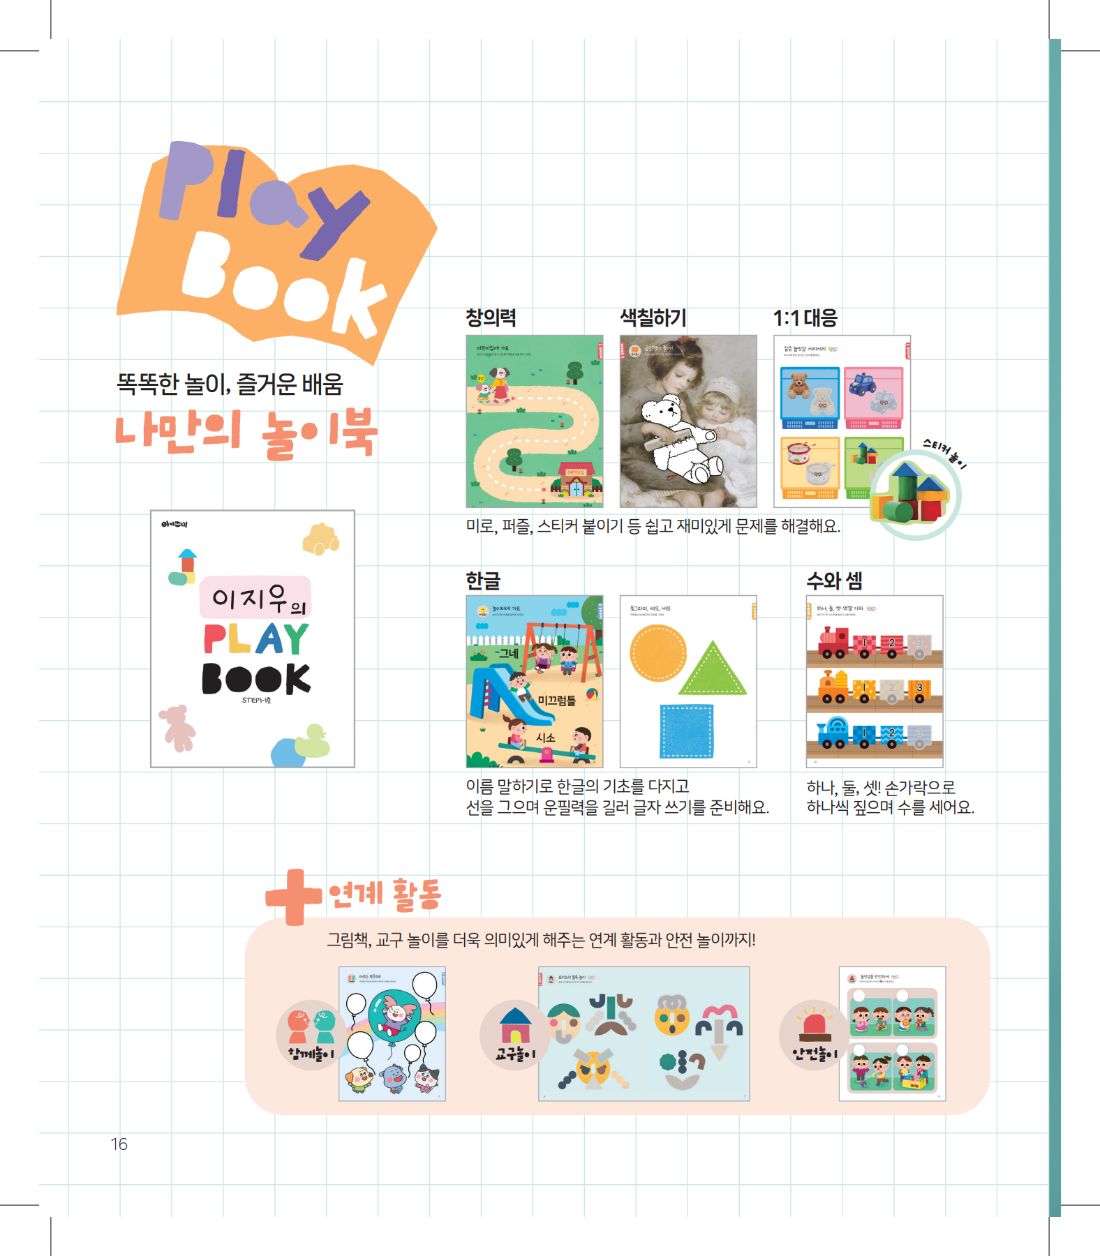 Play
Book
똑똑한 놀이, 즐거운 배움
나만의 놀이북
이지우의
PLAY
BOOK
창의력
색칠하기
1:1 대응
스티커 놀이
미로, 퍼즐, 스티커 붙이기 등 쉽고 재미있게 문제를 해결해요.
한글
그네
미끄럼틀
시소
이름 말하기로 한글의 기초를 다지고
선을 그으며 운필력을 길러 글자 쓰기를 준비해요.
수와 셈
1 2
1 2 3
1 2
하나, 둘, 셋! 손가락으로
하나씩 짚으며 수를 세어요.
연계 활동
그림책, 교구 놀이를 더욱 의미있게 해주는 연계 활동과 안전 놀이까지!
함께놀이
교구놀이
안전놀이
16